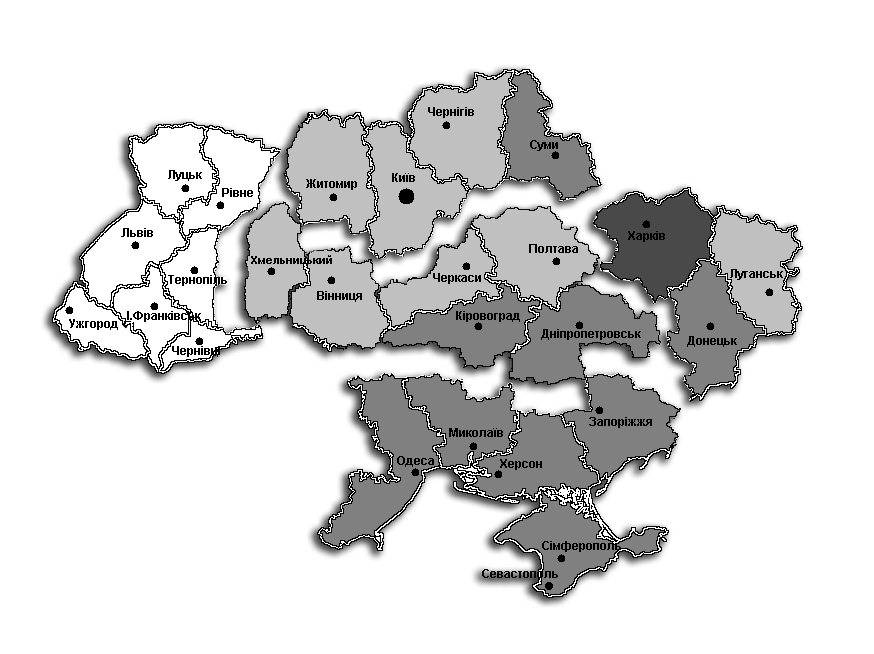 Чернігів
Суми
Луцьк
Рівне
Житомир
Київ
Львів
Харків
Полтава
Хмельницький
Тернопіль
Вінниця
Черкаси
Луганськ
Ужгород
І.Франківськ
Чернівці
Кіровоград
Дніпропетровськ
Донецьк
Запоріжжя
Миколаїв
Одеса
Херсон
Сімферополь
Севастополь